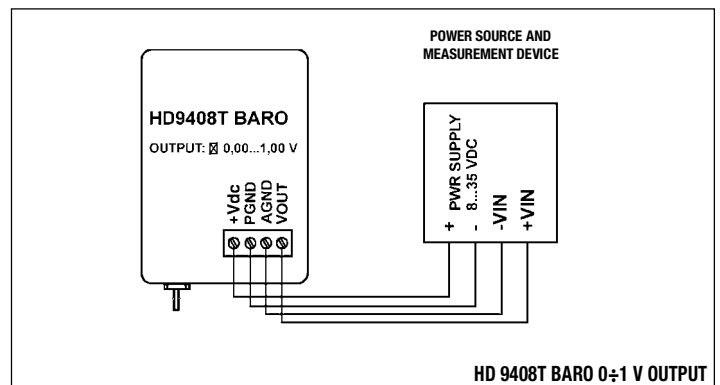 POWER SOURCE AND
MEASUREMENT DEVICE
HD9408T BARO
OUTPUT: ☒ 0,00...1,00 V
+Vdc
PGND
AGND
VOUT
+ PWR SUPPLY
- 8...35 VDC
-VIN
+VIN
HD 9408T BARO 0÷1 V OUTPUT